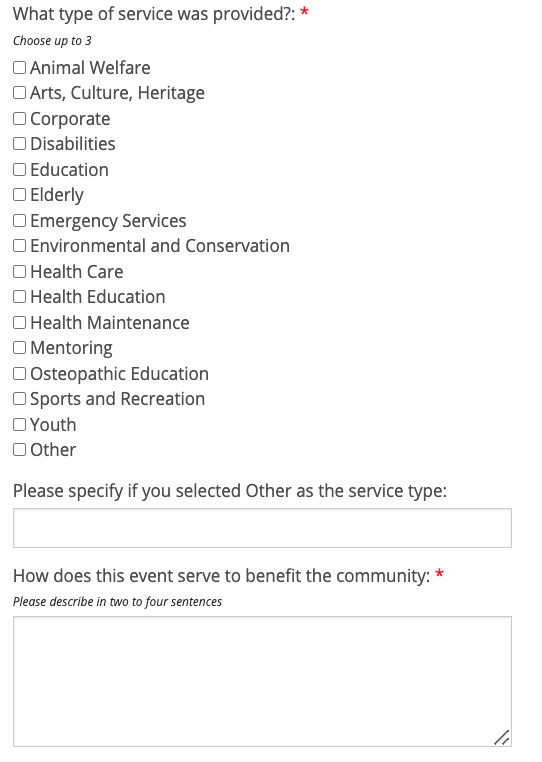 What type of service was provided?: *
Choose up to 3
Animal Welfare
Arts, Culture, Heritage
Corporate
Disabilities
Education
Elderly
Emergency Services
Environmental and Conservation
Health Care
Health Education
Health Maintenance
Mentoring
Osteopathic Education
Sports and Recreation
Youth
Other
Please specify if you selected Other as the service type:
How does this event serve to benefit the community: *
Please describe in two to four sentences